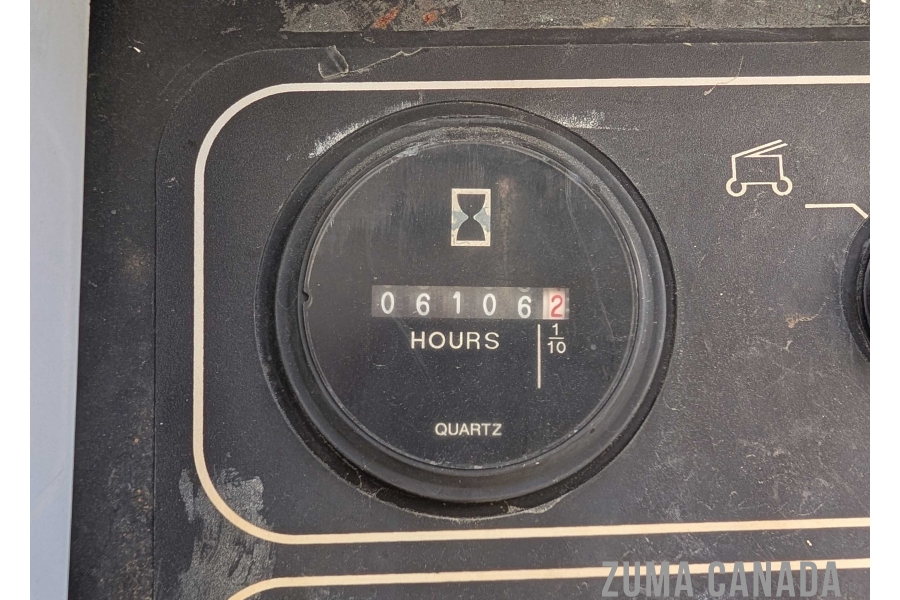 061062
HOURS
1/10
QUARTZ
ZUMA CANADA